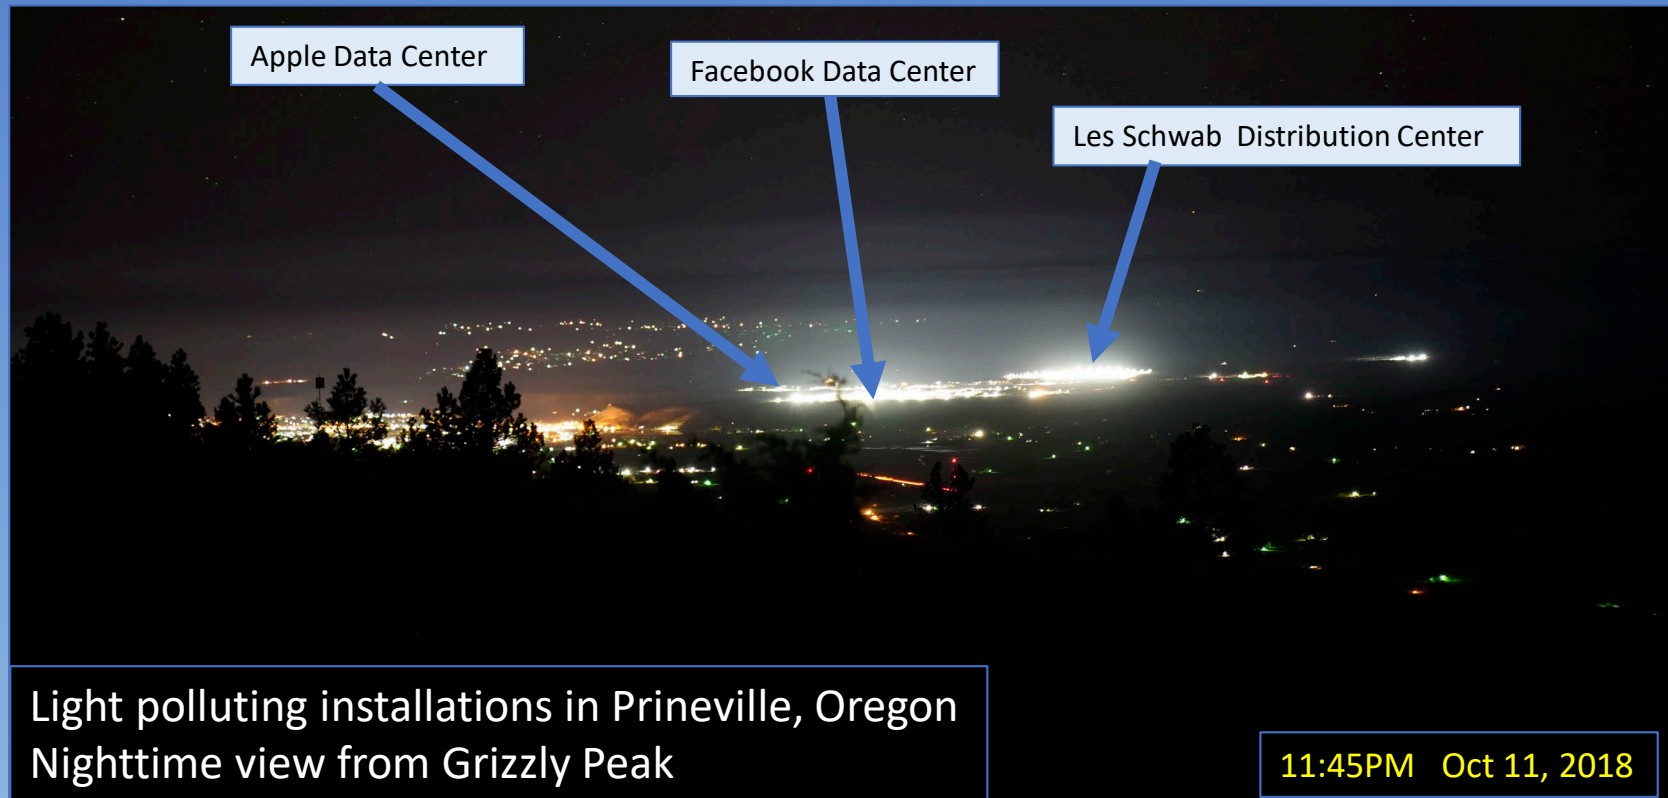 Apple Data Center
Facebook Data Center
Les Schwab Distribution Center
Light polluting installations in Prineville, Oregon
Nighttime view from Grizzly Peak
11:45PM Oct 11, 2018